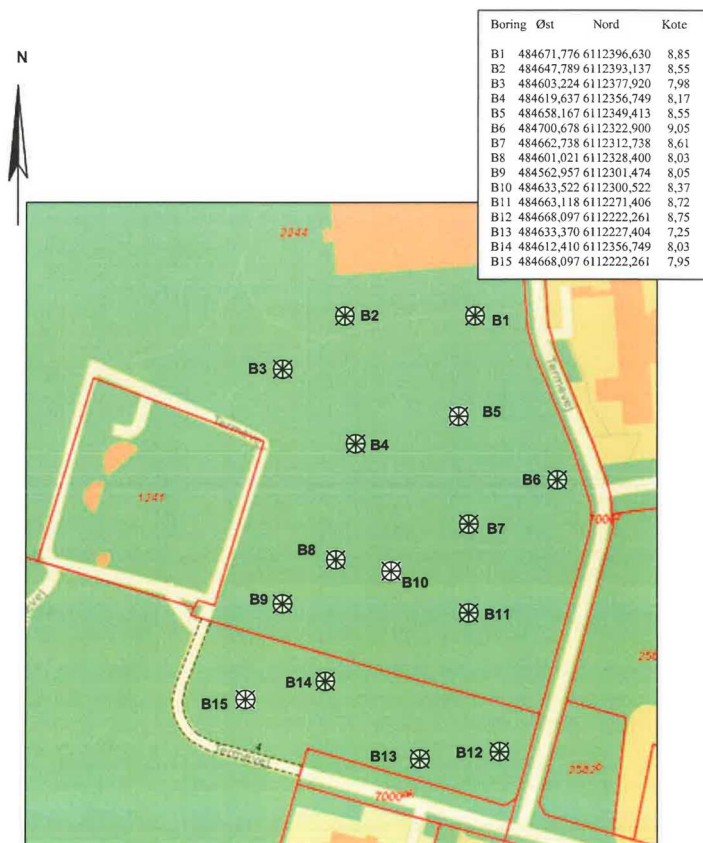 Boring Øst Nord Kote
B1 484671,776 6112396,630 8,85
B2 484647,789 6112393,137 8,55
B3 484603,224 6112377,920 7,98
B4 484619,637 6112356,749 8,17
B5 484658,167 6112349,413 8,55
B6 484700,678 6112322,900 9,05
B7 484662,738 6112312,738 8,61
B8 484601,021 6112328,400 8,03
B9 484562,957 6112301,474 8,05
B10 484633,522 6112300,522 8,37
B11 484663,118 6112271,406 8,72
B12 484668,097 6112222,261 8,75
B13 484633,370 6112227,404 7,25
B14 484612,410 6112356,749 8,03
B15 484668,097 6112222,261 7,95
N
B2
B1
B3
Termevej
B5
Termevej
B4
B6
1241
B7
B8
B10
B9
B11
B14
B15
4
Termevej
B13
B12